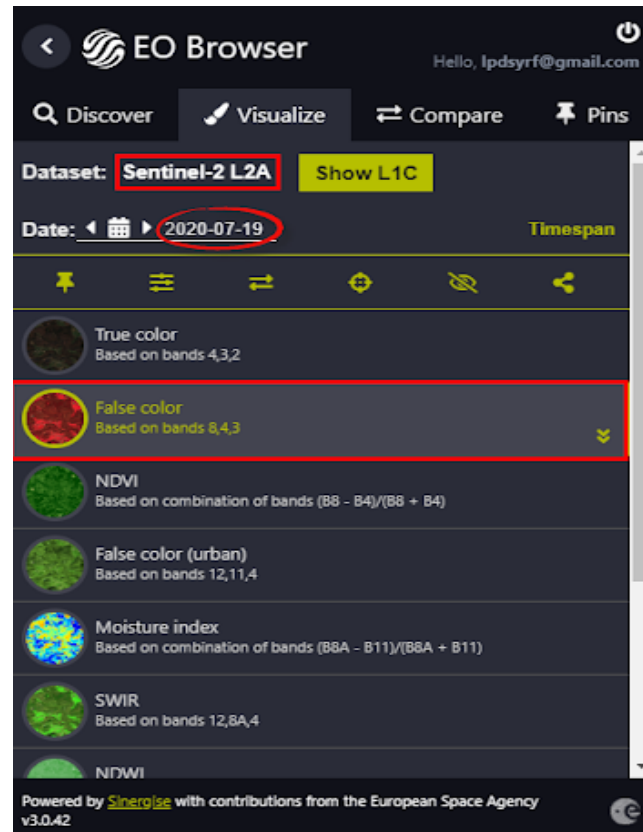 EO Browser
Hello, lpdsyrf@gmail.com
Discover Visualize Compare Pins
Dataset: Sentinel-2 L2A Show L1C
Date: 2020-07-19 Timespan
True color
Based on bands 4,3,2
False color
Based on bands 8,4,3
NDVI
Based on combination of bands (B8 - B4)/(B8 + B4)
False color (urban)
Based on bands 12,11,4
Moisture index
Based on combination of bands (B8A - B11)/(B8A + B11)
SWIR
Based on bands 12,8A,4
NDWI
Powered by Sinergise with contributions from the European Space Agency
v3.0.42